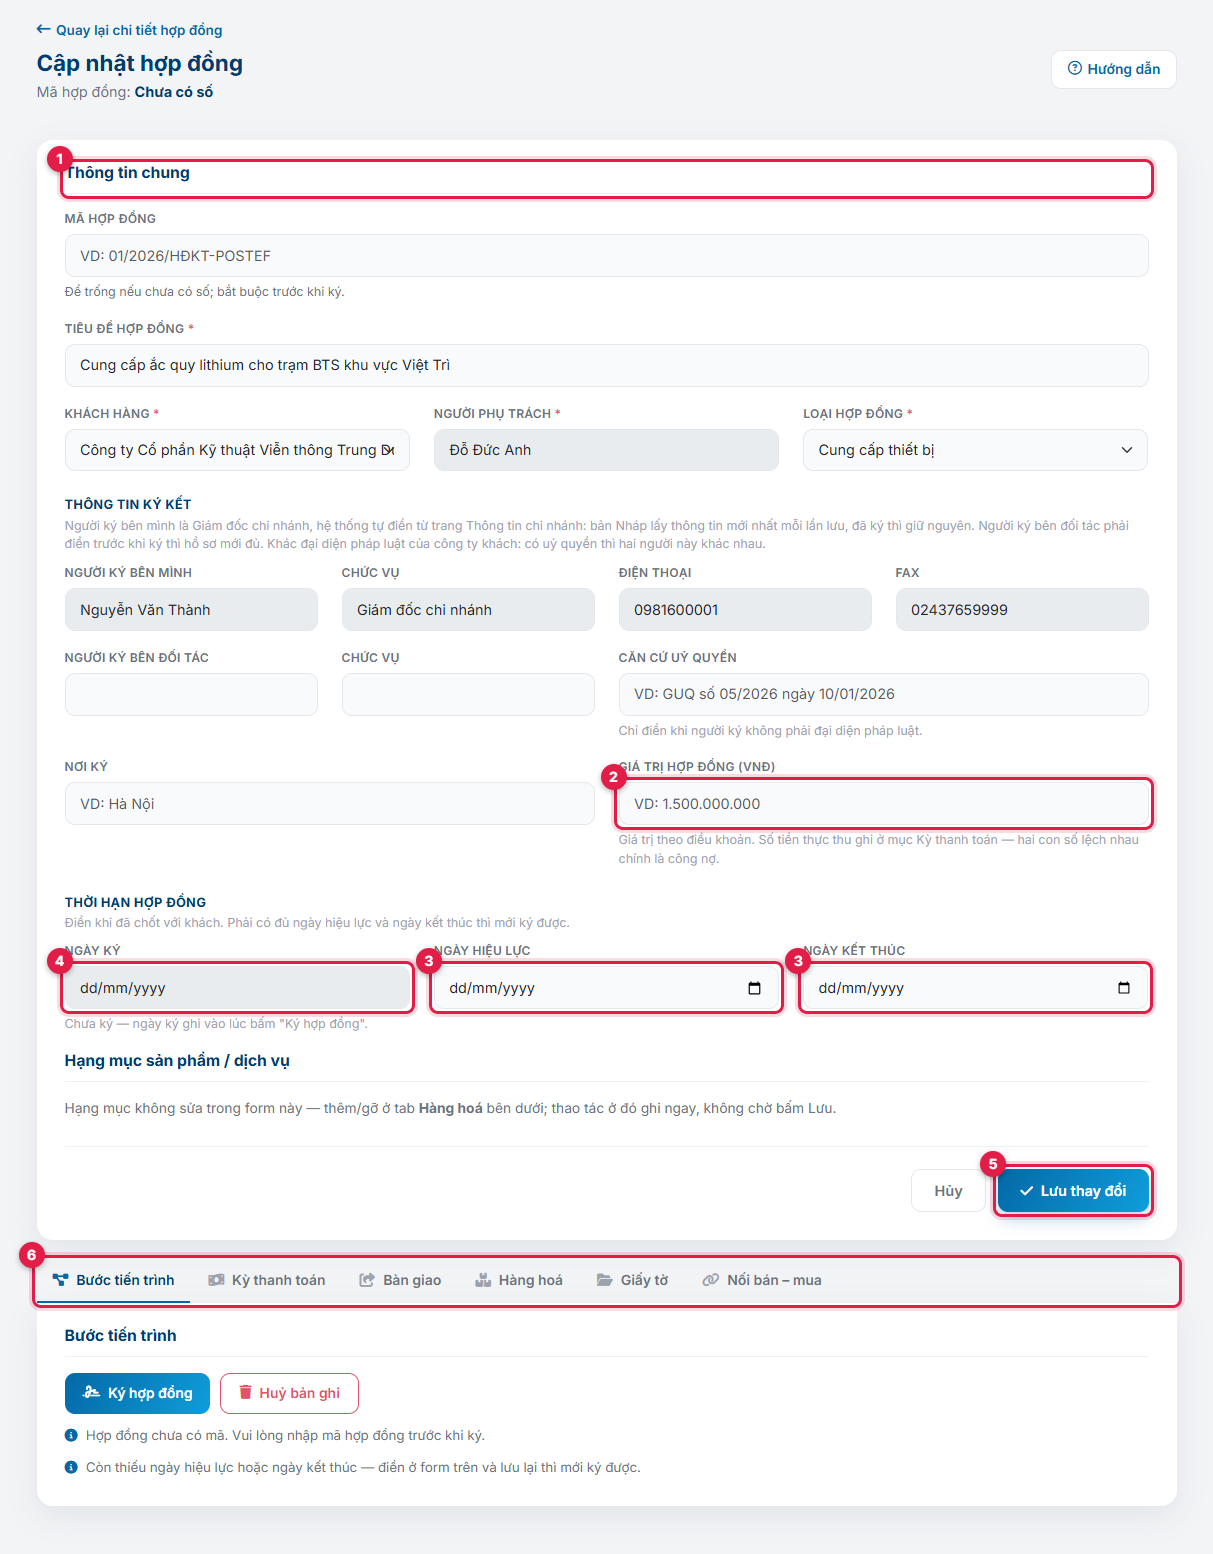 ← Quay lại chi tiết hợp đồng
Cập nhật hợp đồng
Mã hợp đồng: Chưa có số
Hướng dẫn
1
Thông tin chung
MÃ HỢP ĐỒNG
VD: 01/2026/HĐKT-POSTEF
Để trống nếu chưa có số; bắt buộc trước khi ký.
TIÊU ĐỀ HỢP ĐỒNG *
Cung cấp ắc quy lithium cho trạm BTS khu vực Việt Trì
KHÁCH HÀNG * NGƯỜI PHỤ TRÁCH * LOẠI HỢP ĐỒNG *
Công ty Cổ phần Kỹ thuật Viễn thông Trung Đỗ Đức Anh Cung cấp thiết bị
THÔNG TIN KÝ KẾT
Người ký bên mình là Giám đốc chi nhánh, hệ thống tự điền từ trang Thông tin chi nhánh: bản Nháp lấy thông tin mới nhất mỗi lần lưu, đã ký thì giữ nguyên. Người ký bên đối tác phải
điền trước khi ký thì hồ sơ mới đủ. Khác đại diện pháp luật của công ty khách: có uỷ quyền thì hai người này khác nhau.
NGƯỜI KÝ BÊN MÌNH CHỨC VỤ ĐIỆN THOẠI FAX
Nguyễn Văn Thành Giám đốc chi nhánh 0981600001 02437659999
NGƯỜI KÝ BÊN ĐỐI TÁC CHỨC VỤ CĂN CỨ UỶ QUYỀN
VD: GUQ số 05/2026 ngày 10/01/2026
Chỉ điền khi người ký không phải đại diện pháp luật.
NƠI KÝ 2 GIÁ TRỊ HỢP ĐỒNG (VNĐ)
VD: Hà Nội VD: 1.500.000.000
Giá trị theo điều khoản. Số tiền thực thu ghi ở mục Kỳ thanh toán — hai con số lệch nhau
chính là công nợ.
THỜI HẠN HỢP ĐỒNG
Điền khi đã chốt với khách. Phải có đủ ngày hiệu lực và ngày kết thúc thì mới ký được.
4 NGÀY KÝ 3 NGÀY HIỆU LỰC 3 NGÀY KẾT THÚC
dd/mm/yyyy dd/mm/yyyy dd/mm/yyyy
Chưa ký — ngày ký ghi vào lúc bấm "Ký hợp đồng".
Hạng mục sản phẩm / dịch vụ
Hạng mục không sửa trong form này — thêm/gỡ ở tab Hàng hoá bên dưới; thao tác ở đó ghi ngay, không chờ bấm Lưu.
Hủy 5 Lưu thay đổi
6
Bước tiến trình Kỳ thanh toán Bàn giao Hàng hoá Giấy tờ Nối bán – mua
Bước tiến trình
Ký hợp đồng Huỷ bản ghi
Hợp đồng chưa có mã. Vui lòng nhập mã hợp đồng trước khi ký.
Còn thiếu ngày hiệu lực hoặc ngày kết thúc — điền ở form trên và lưu lại thì mới ký được.